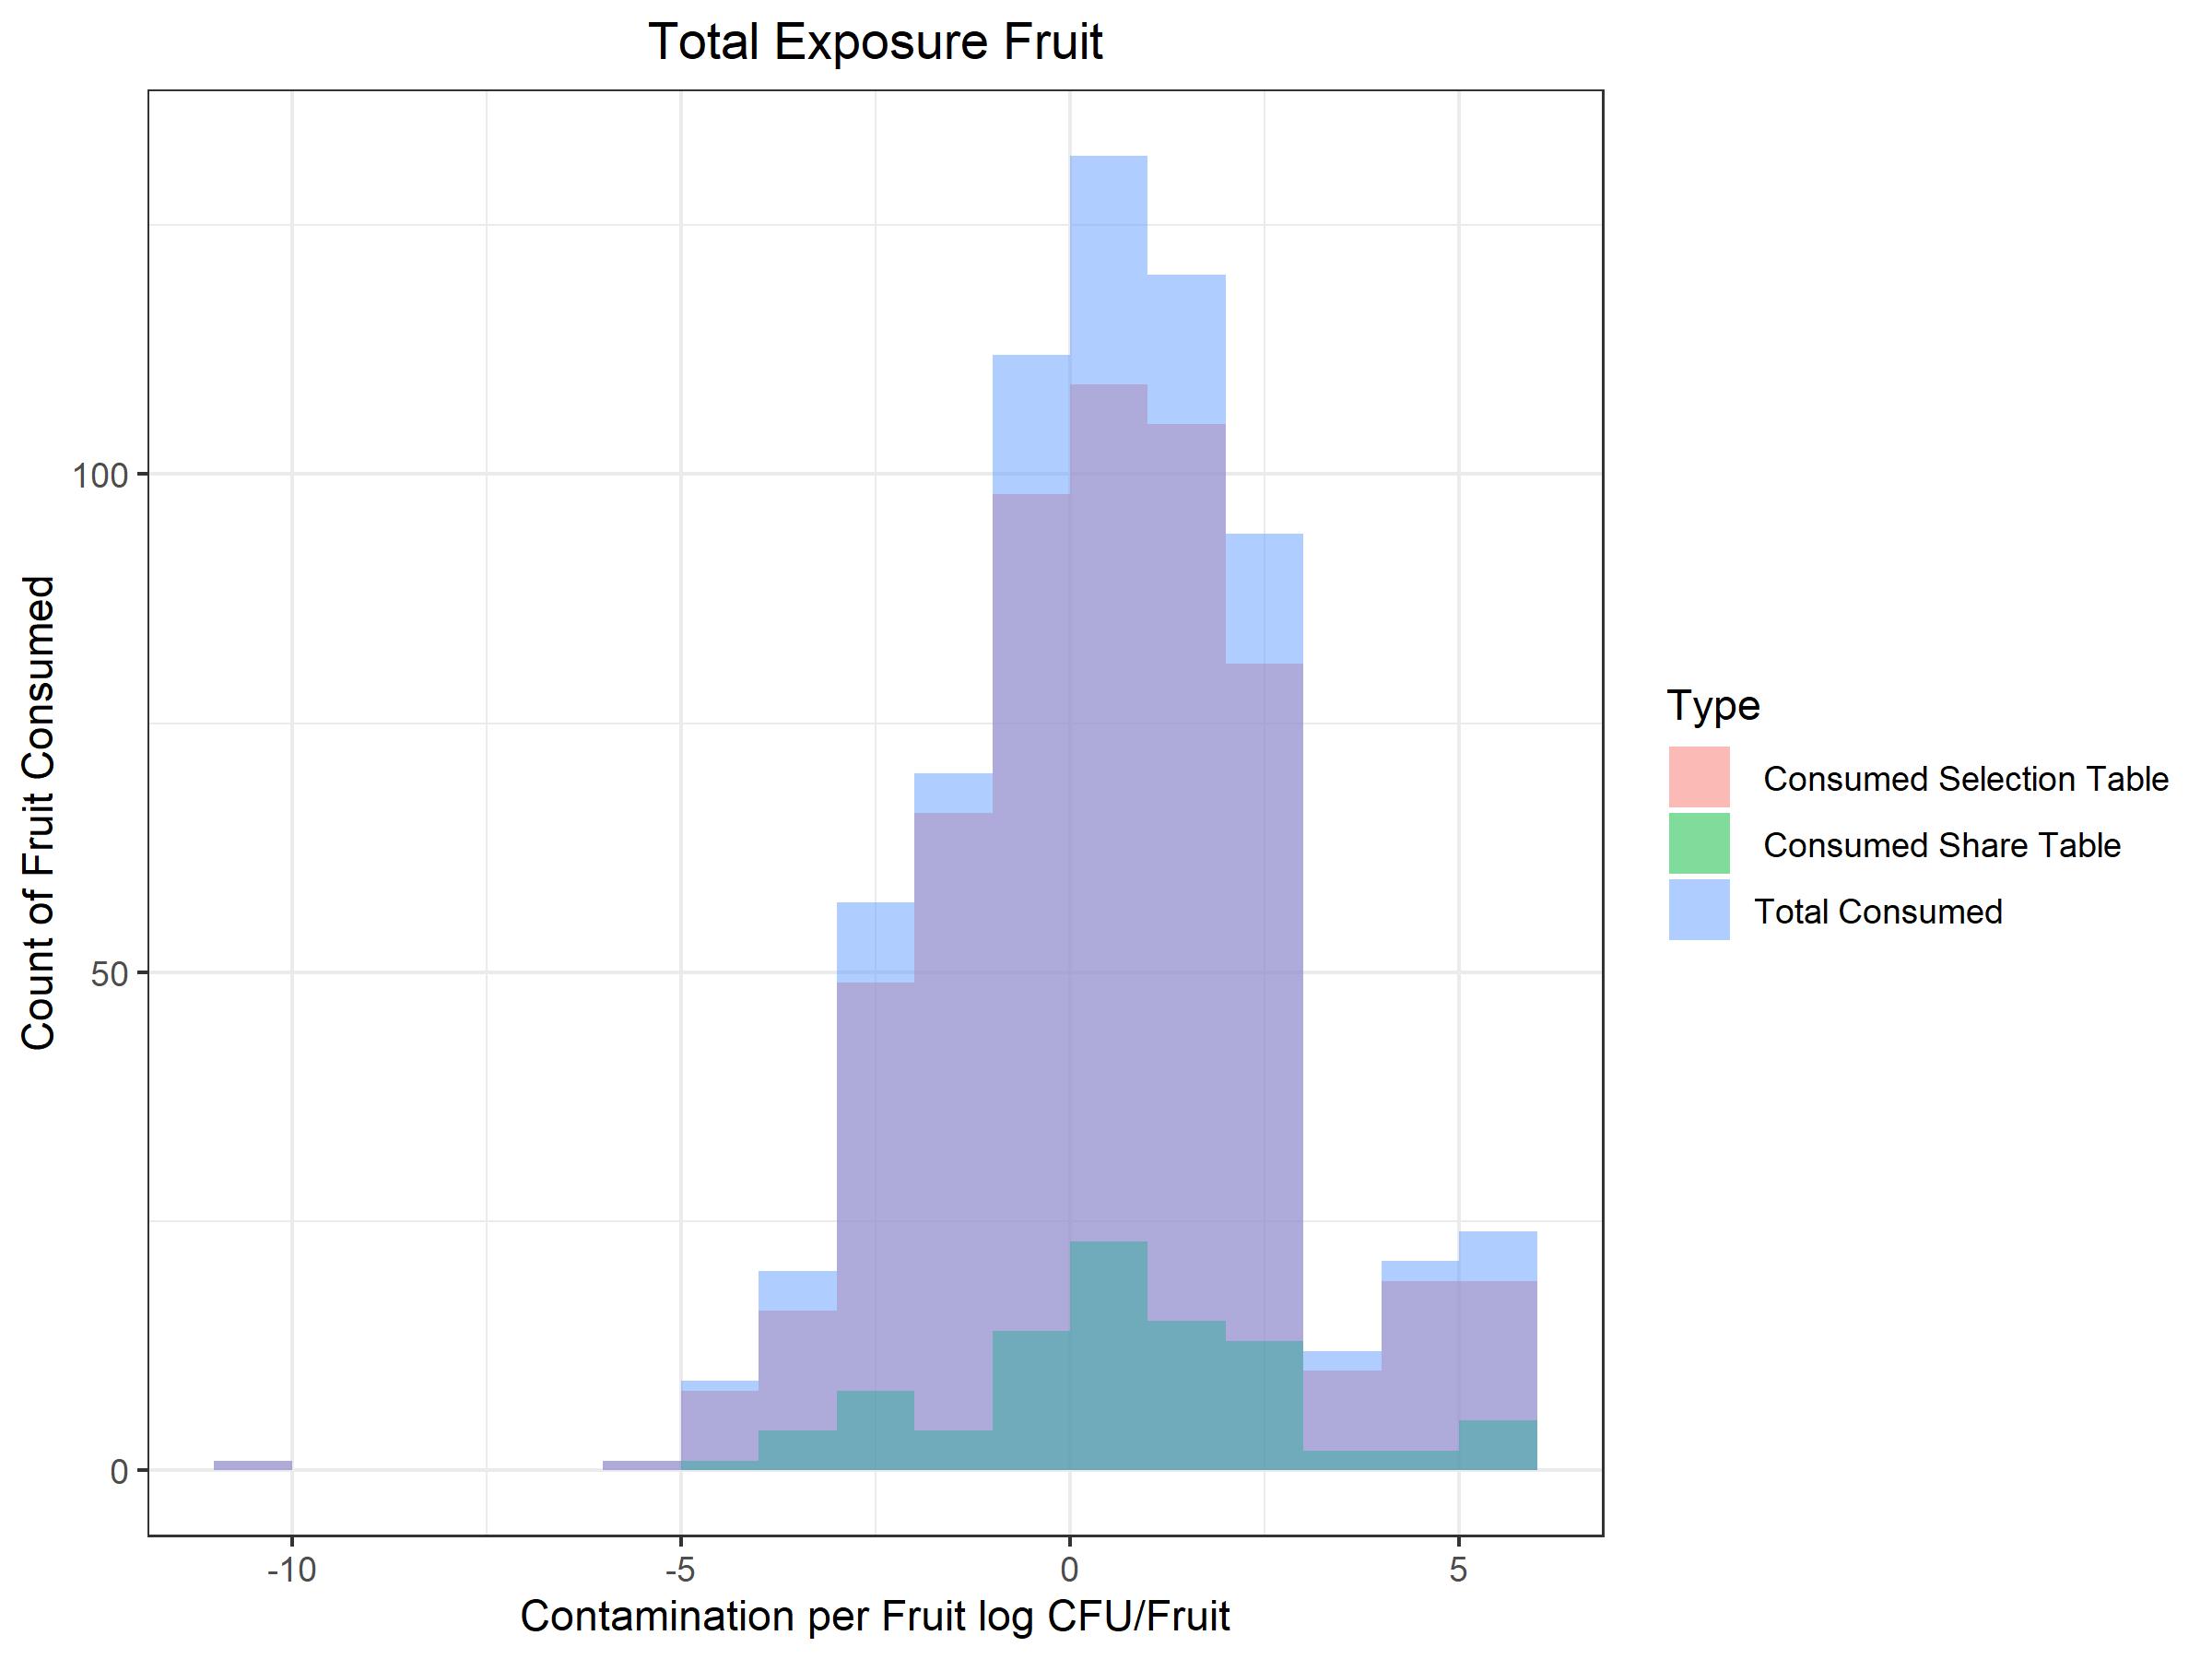 Total Exposure Fruit
Count of Fruit Consumed
100
50
0
-10
-5
0
5
Contamination per Fruit log CFU/Fruit
Type
Consumed Selection Table
Consumed Share Table
Total Consumed